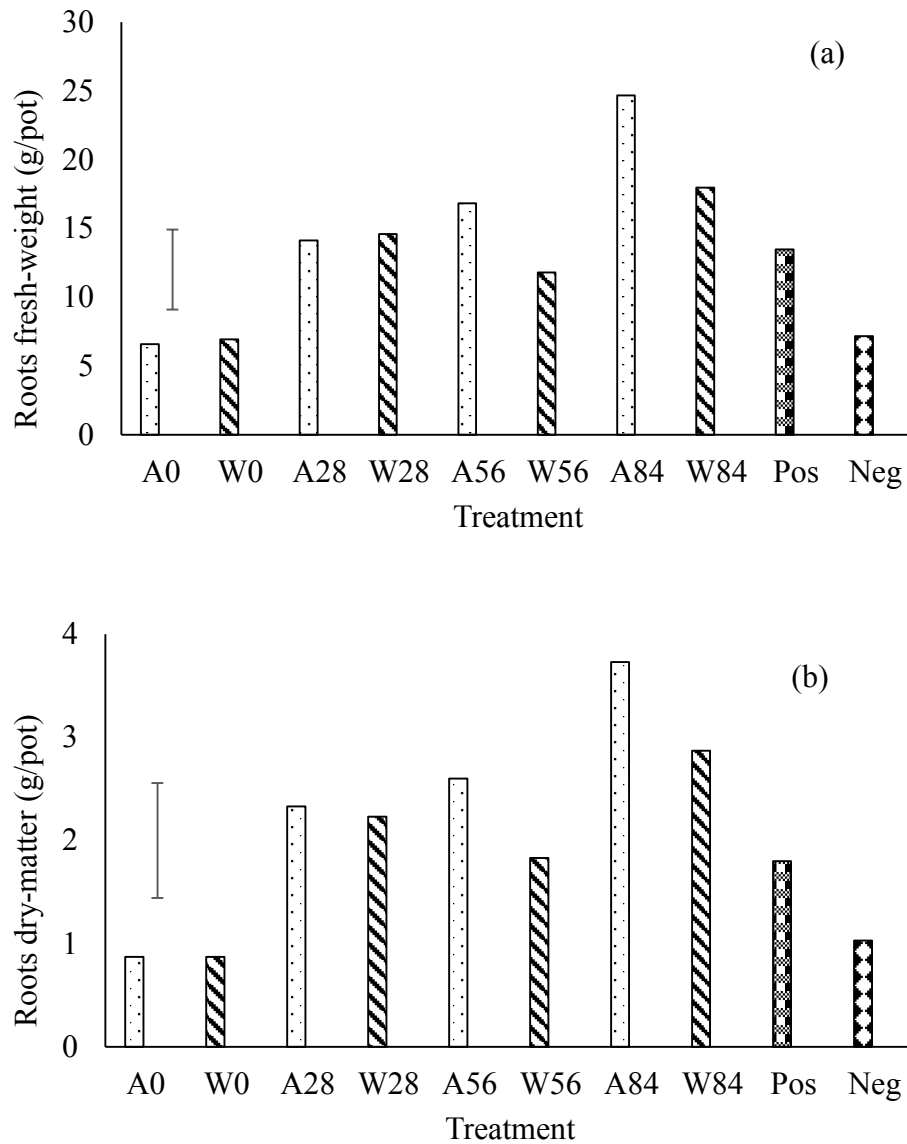 30
25
20
15
10
5
0
Roots fresh-weight (g/pot)
(a)
A0 W0 A28 W28 A56 W56 A84 W84 Pos Neg
Treatment
4
3
2
1
0
Roots dry-matter (g/pot)
(b)
A0 W0 A28 W28 A56 W56 A84 W84 Pos Neg
Treatment